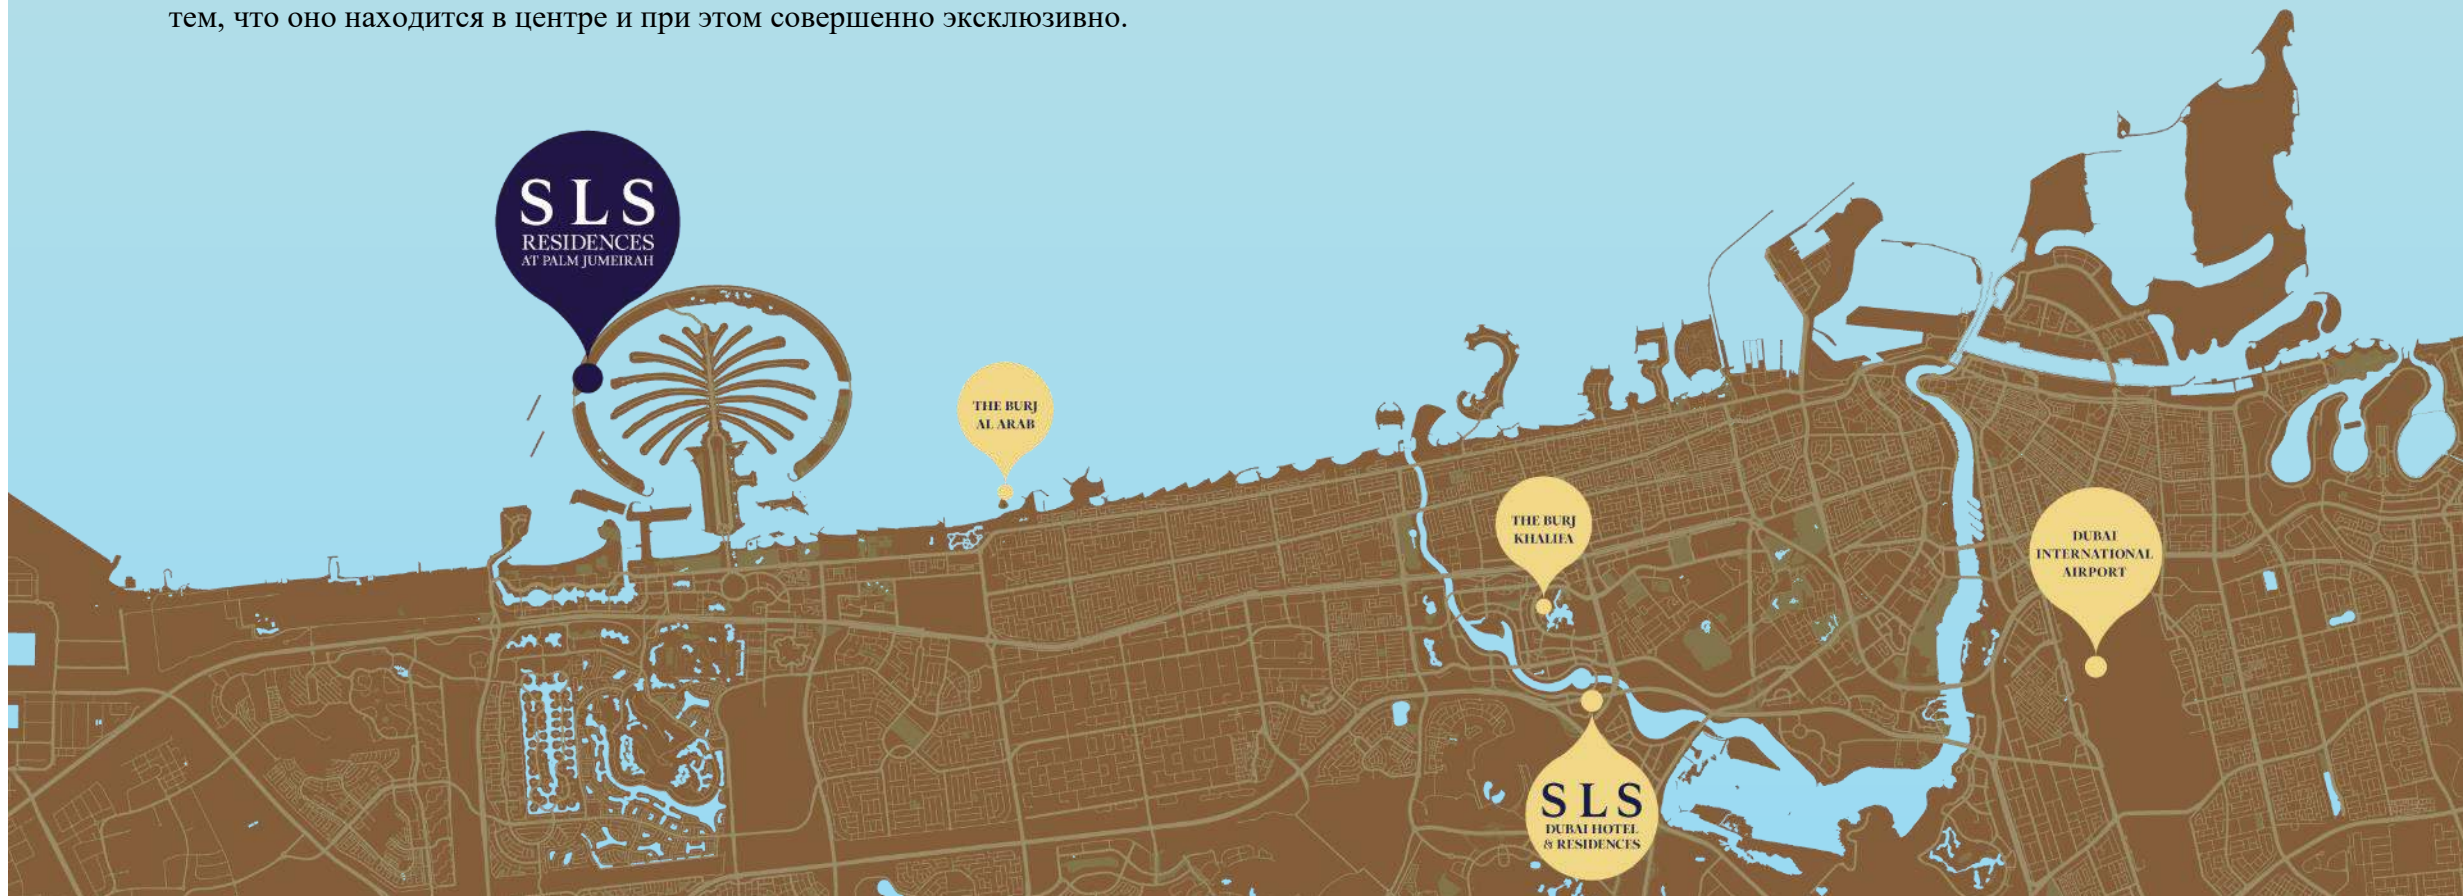 тем, что оно находится в центре и при этом совершенно эксклюзивно.
SLS
RESIDENCES
AT PALM JUMEIRAH
THE BURJ
AL ARAB
THE BURJ
KHALIFA
DUBAI
INTERNATIONAL
AIRPORT
SLS
DUBAI HOTEL
& RESIDENCES